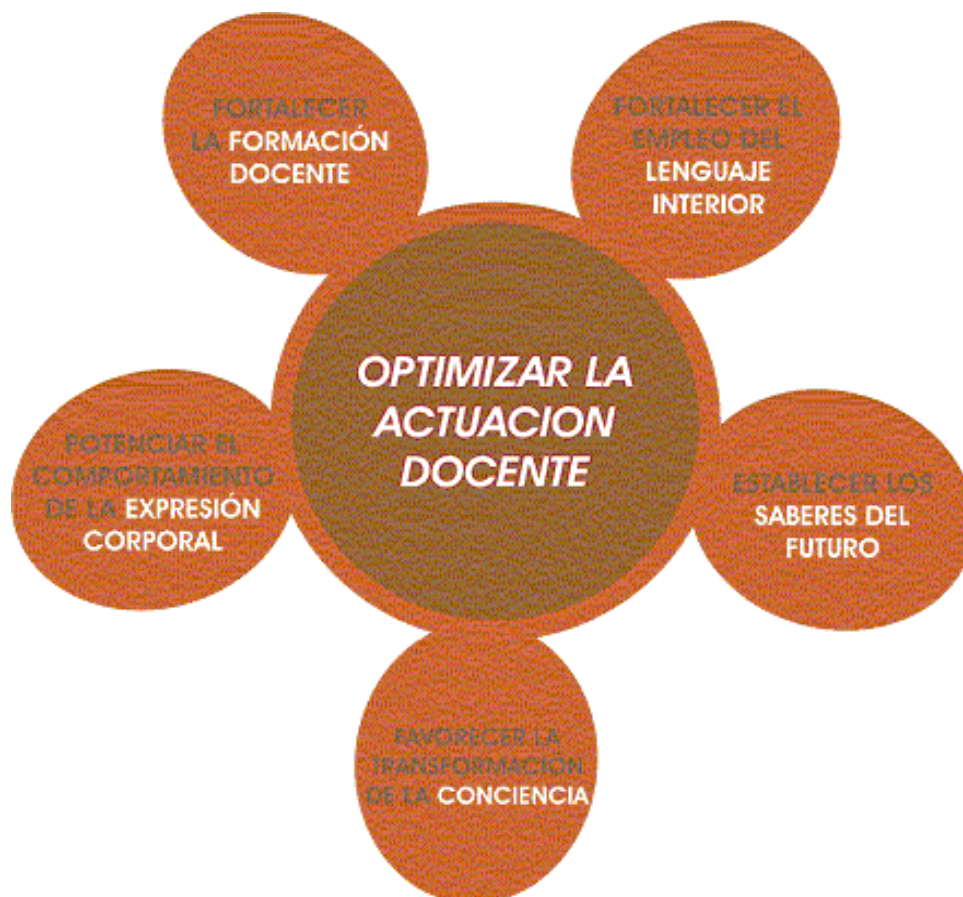 FORTALECER
LA FORMACIÓN
DOCENTE
FORTALECER EL
EMPLEO DEL
LENGUAJE
INTERIOR
OPTIMIZAR LA
ACTUACION
DOCENTE
POTENCIAR EL
COMPORTAMIENTO
DE LA EXPRESIÓN
CORPORAL
ESTABLECER LOS
SABERES DEL
FUTURO
FAVORECER LA
TRANSFORMACIÓN
DE LA CONCIENCIA